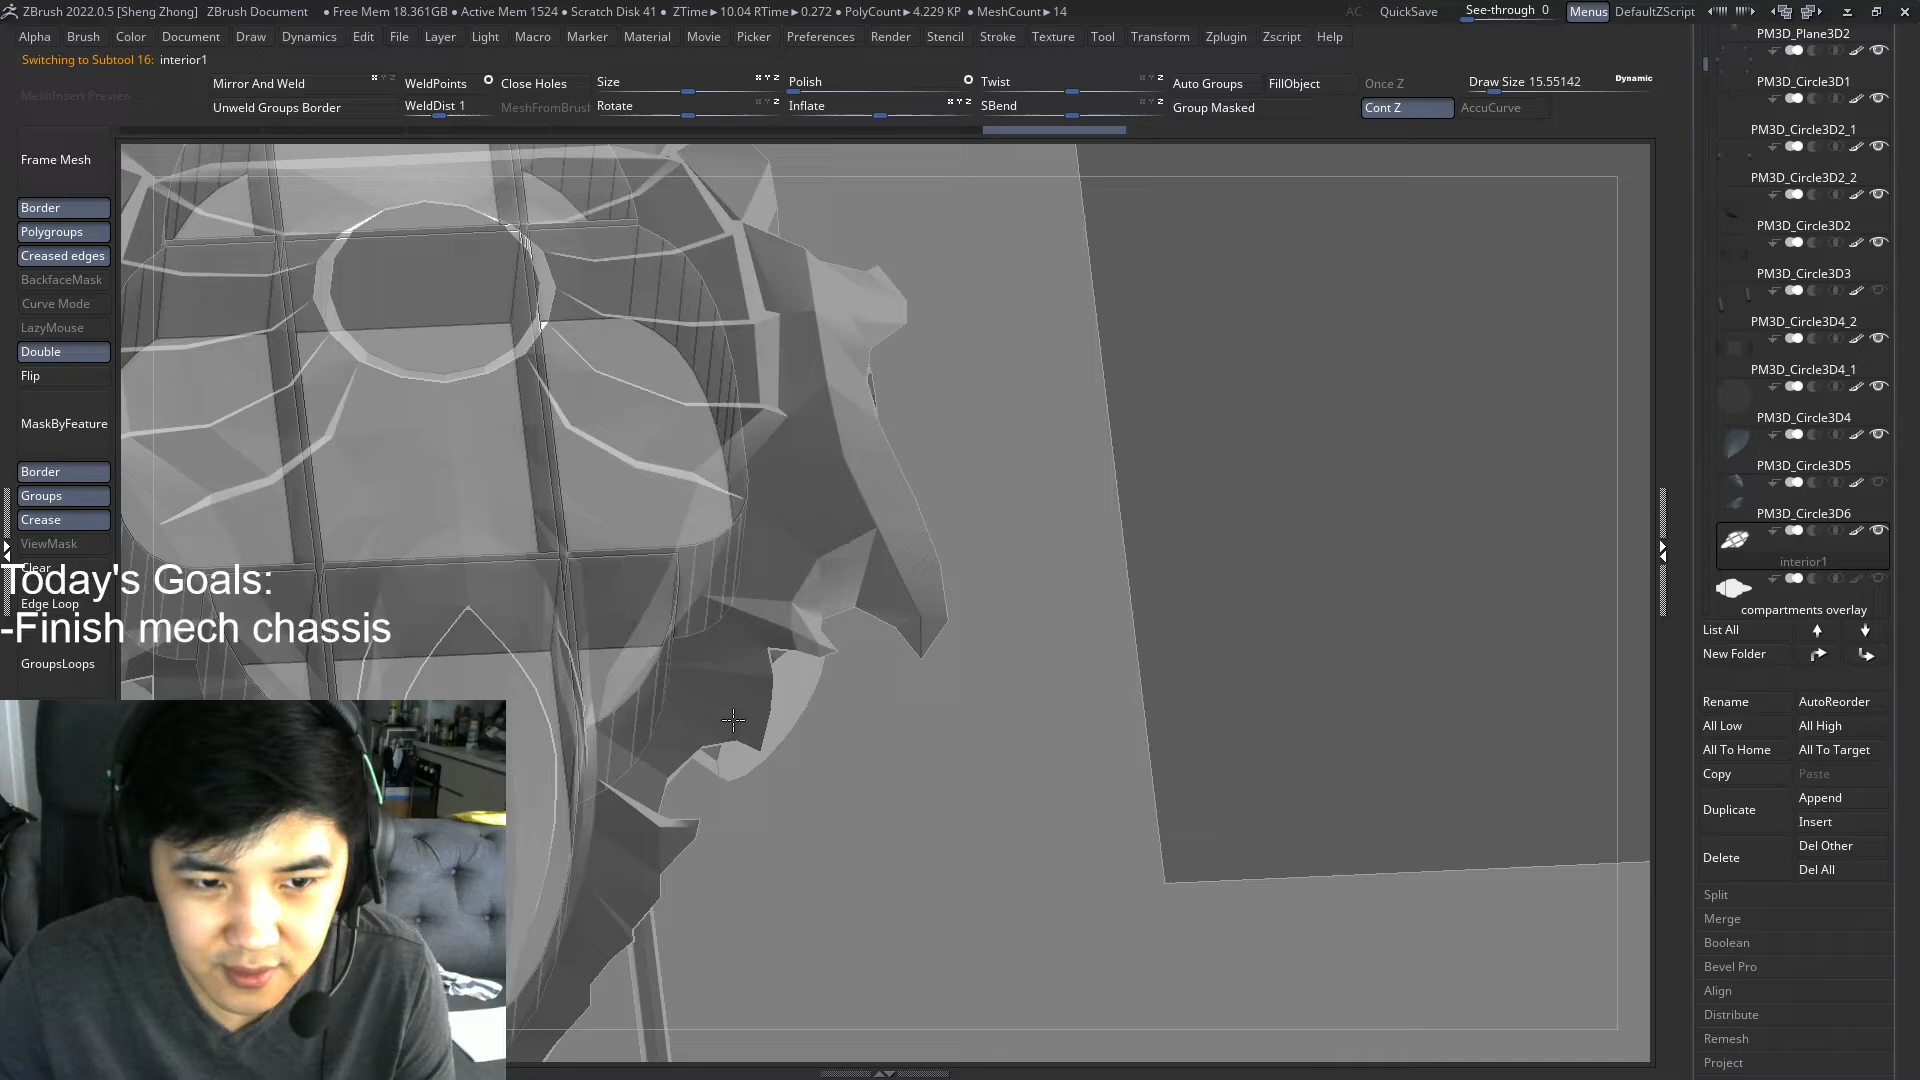 ZBrush 2022.0.5 [Sheng Zhong] ZBrush Document ● Free Mem 18.361GB ● Active Mem 1524 ● Scratch Disk 41 ● ZTime►10.04 RTime►0.272 ● PolyCount►4.229 KP ● MeshCount►14 AC QuickSave See-through 0 Menus DefaultZScript
Alpha Brush Color Document Draw Dynamics Edit File Layer Light Macro Marker Material Movie Picker Preferences Render Stencil Stroke Texture Tool Transform Zplugin Zscript Help
Switching to Subtool 16: interior1
MeshInsert Preview
Mirror And Weld WeldPoints Close Holes Size Polish Twist Auto Groups FillObject Once Z Draw Size 15.55142 Dynamic
Unweld Groups Border WeldDist 1 MeshFromBrush Rotate Inflate SBend Group Masked Cont Z AccuCurve
Frame Mesh
Border
Polygroups
Creased edges
BackfaceMask
Curve Mode
LazyMouse
Double
Flip
MaskByFeature
Border
Groups
Crease
ViewMask
Clear
Edge Loop
GroupsLoops
Today's Goals:
-Finish mech chassis
PM3D_Plane3D2
PM3D_Circle3D1
PM3D_Circle3D2_1
PM3D_Circle3D2_2
PM3D_Circle3D2
PM3D_Circle3D3
PM3D_Circle3D4_2
PM3D_Circle3D4_1
PM3D_Circle3D4
PM3D_Circle3D5
PM3D_Circle3D6
interior1
compartments overlay
List All
New Folder
Rename AutoReorder
All Low All High
All To Home All To Target
Copy Paste
Duplicate Append
Insert
Delete Del Other
Del All
Split
Merge
Boolean
Bevel Pro
Align
Distribute
Remesh
Project